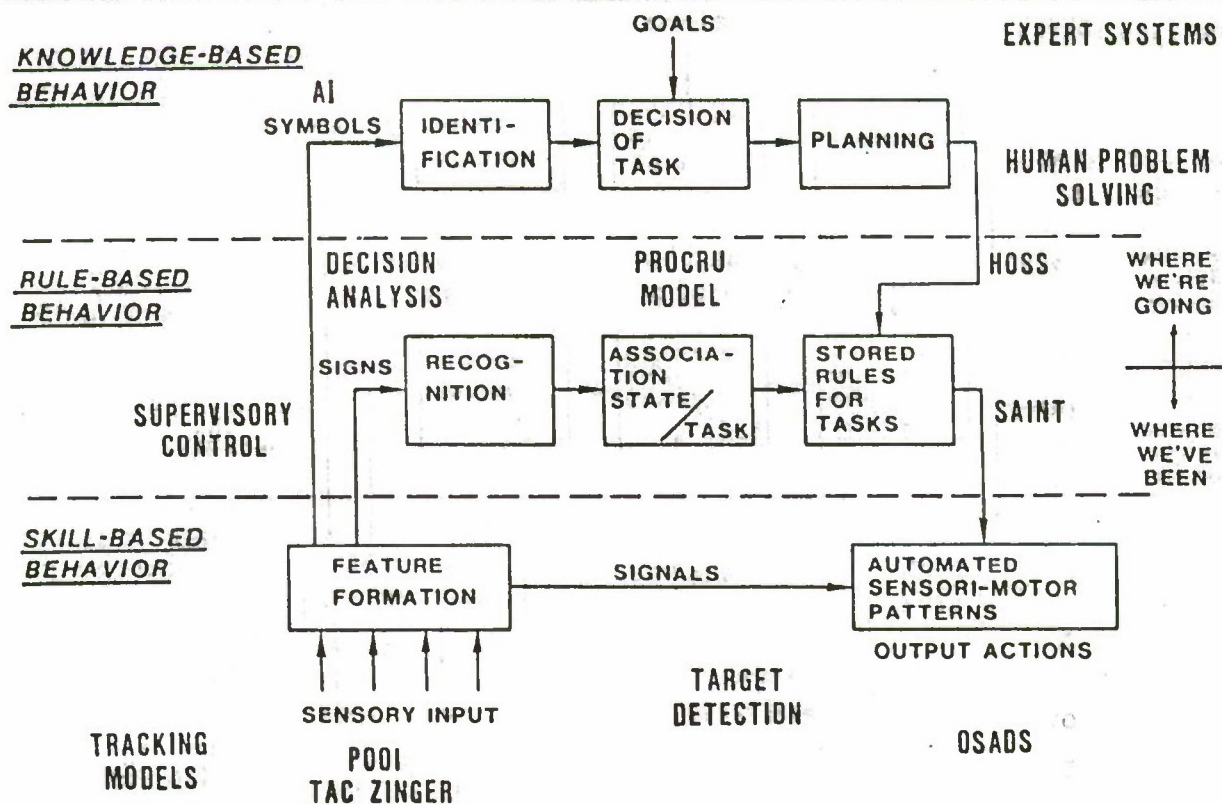 GOALS
EXPERT SYSTEMS
KNOWLEDGE-BASED
BEHAVIOR
AI
SYMBOLS
IDENTI-
FICATION
DECISION
OF
TASK
PLANNING
HUMAN PROBLEM
SOLVING
RULE-BASED
BEHAVIOR
DECISION
ANALYSIS
PROCRU
MODEL
HOSS
WHERE
WE'RE
GOING
SIGNS
RECOG-
NITION
ASSOCIA-
TION
STATE
/ TASK
STORED
RULES
FOR
TASKS
SAINT
SUPERVISORY
CONTROL
WHERE
WE'VE
BEEN
SKILL-BASED
BEHAVIOR
FEATURE
FORMATION
SIGNALS
AUTOMATED
SENSORI-MOTOR
PATTERNS
OUTPUT ACTIONS
SENSORY INPUT
TARGET
DETECTION
TRACKING
MODELS
POOI
TAC ZINGER
OSADS